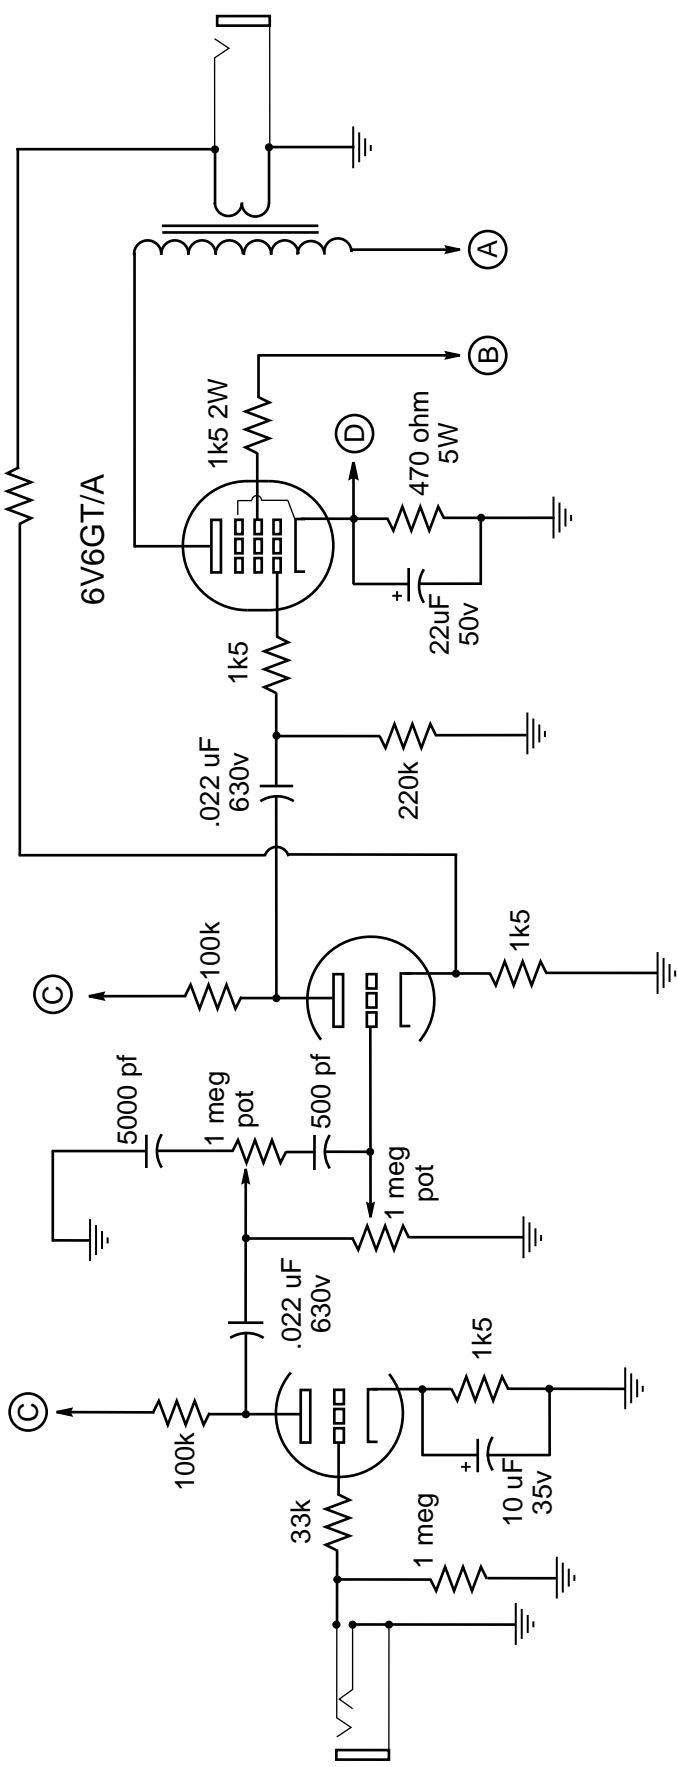 33k
1 meg
C
100k
10 uF
35v
1k5
.022 uF
630v
5000 pf
1 meg
pot
500 pf
1 meg
pot
C
100k
1k5
.022 uF
630v
220k
1k5
6V6GT/A
1k5 2W
22uF
50v
470 ohm
5W
D
B
A
+
+